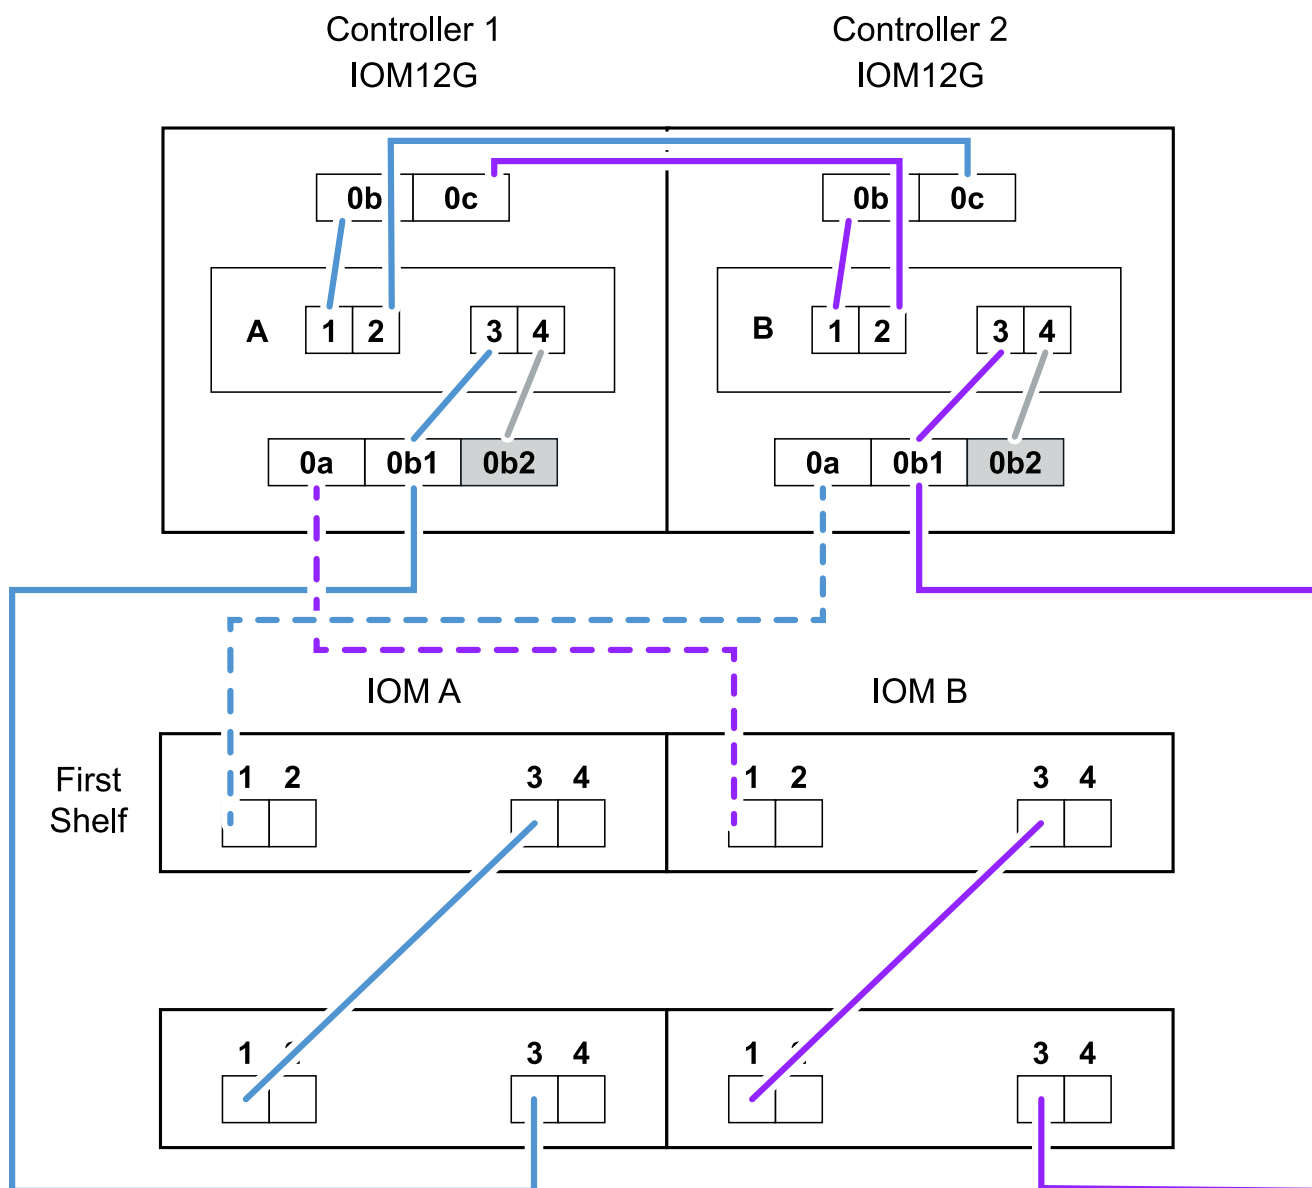 Controller 1 Controller 2
IOM12G IOM12G
0b 0c 0b 0c
A 1 2 3 4 B 1 2 3 4
0a 0b1 0b2 0a 0b1 0b2
IOM A IOM B
First
Shelf
1 2 3 4 1 2 3 4
1 3 4 1 3 4